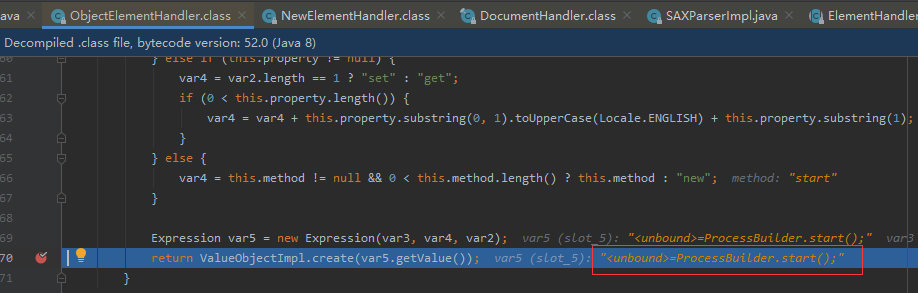 ava ObjectElementHandler.class NewElementHandler.class DocumentHandler.class SAXParserImpl.java ElementHandler
Decompiled .class file, bytecode version: 52.0 (Java 8)
60 } else if (this.property != null) {
61 var4 = var2.length == 1 ? "set" : "get";
62 if (0 < this.property.length()) {
63 var4 = var4 + this.property.substring(0, 1).toUpperCase(Locale.ENGLISH) + this.property.substring(1);
64 }
65 } else {
66 var4 = this.method != null && 0 < this.method.length() ? this.method : "new"; method: "start"
67 }
69 Expression var5 = new Expression(var3, var4, var2); var5 (slot_5): "<unbound>=ProcessBuilder.start();" var3
70 return ValueObjectImpl.create(var5.getValue()); var5 (slot_5): "<unbound>=ProcessBuilder.start();"
71 }